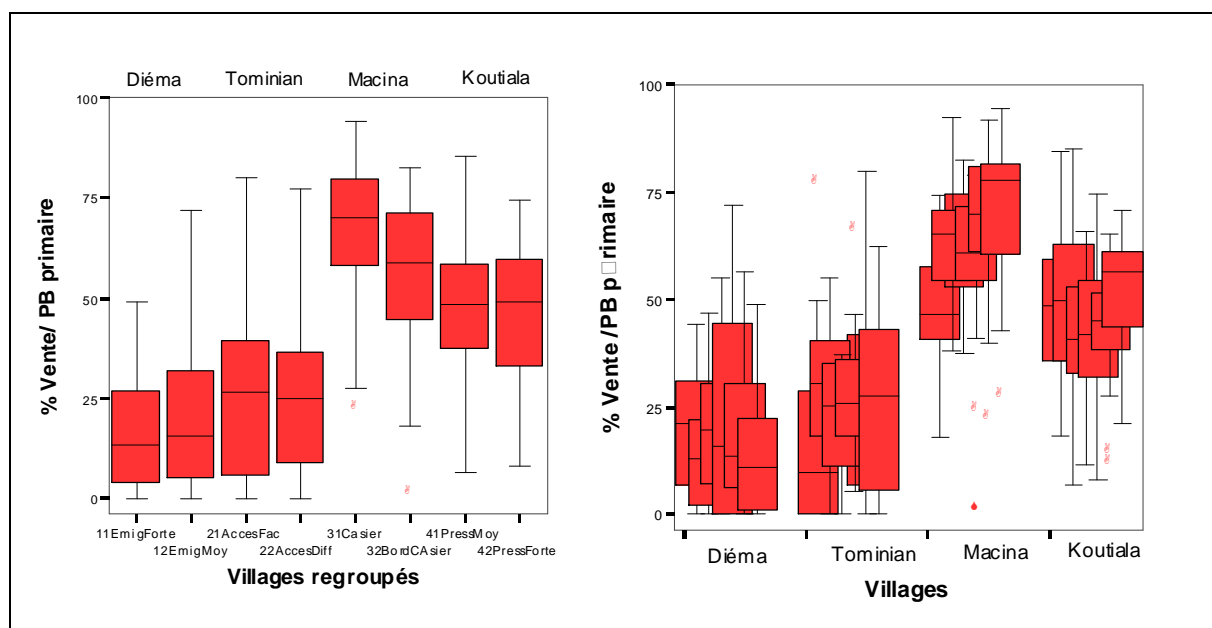 Diéma Tominian Macina Koutiala
% Vente/ PB primaire
100
75
50
25
0
11EmigForte 21AccesFac 31Casier 41PressMoy
12EmigMoy 22AccesDiff 32BordCAsier 42PressForte
Villages regroupés
% Vente /PB p□rimaire
100
75
50
25
0
Diéma Tominian Macina Koutiala
Villages